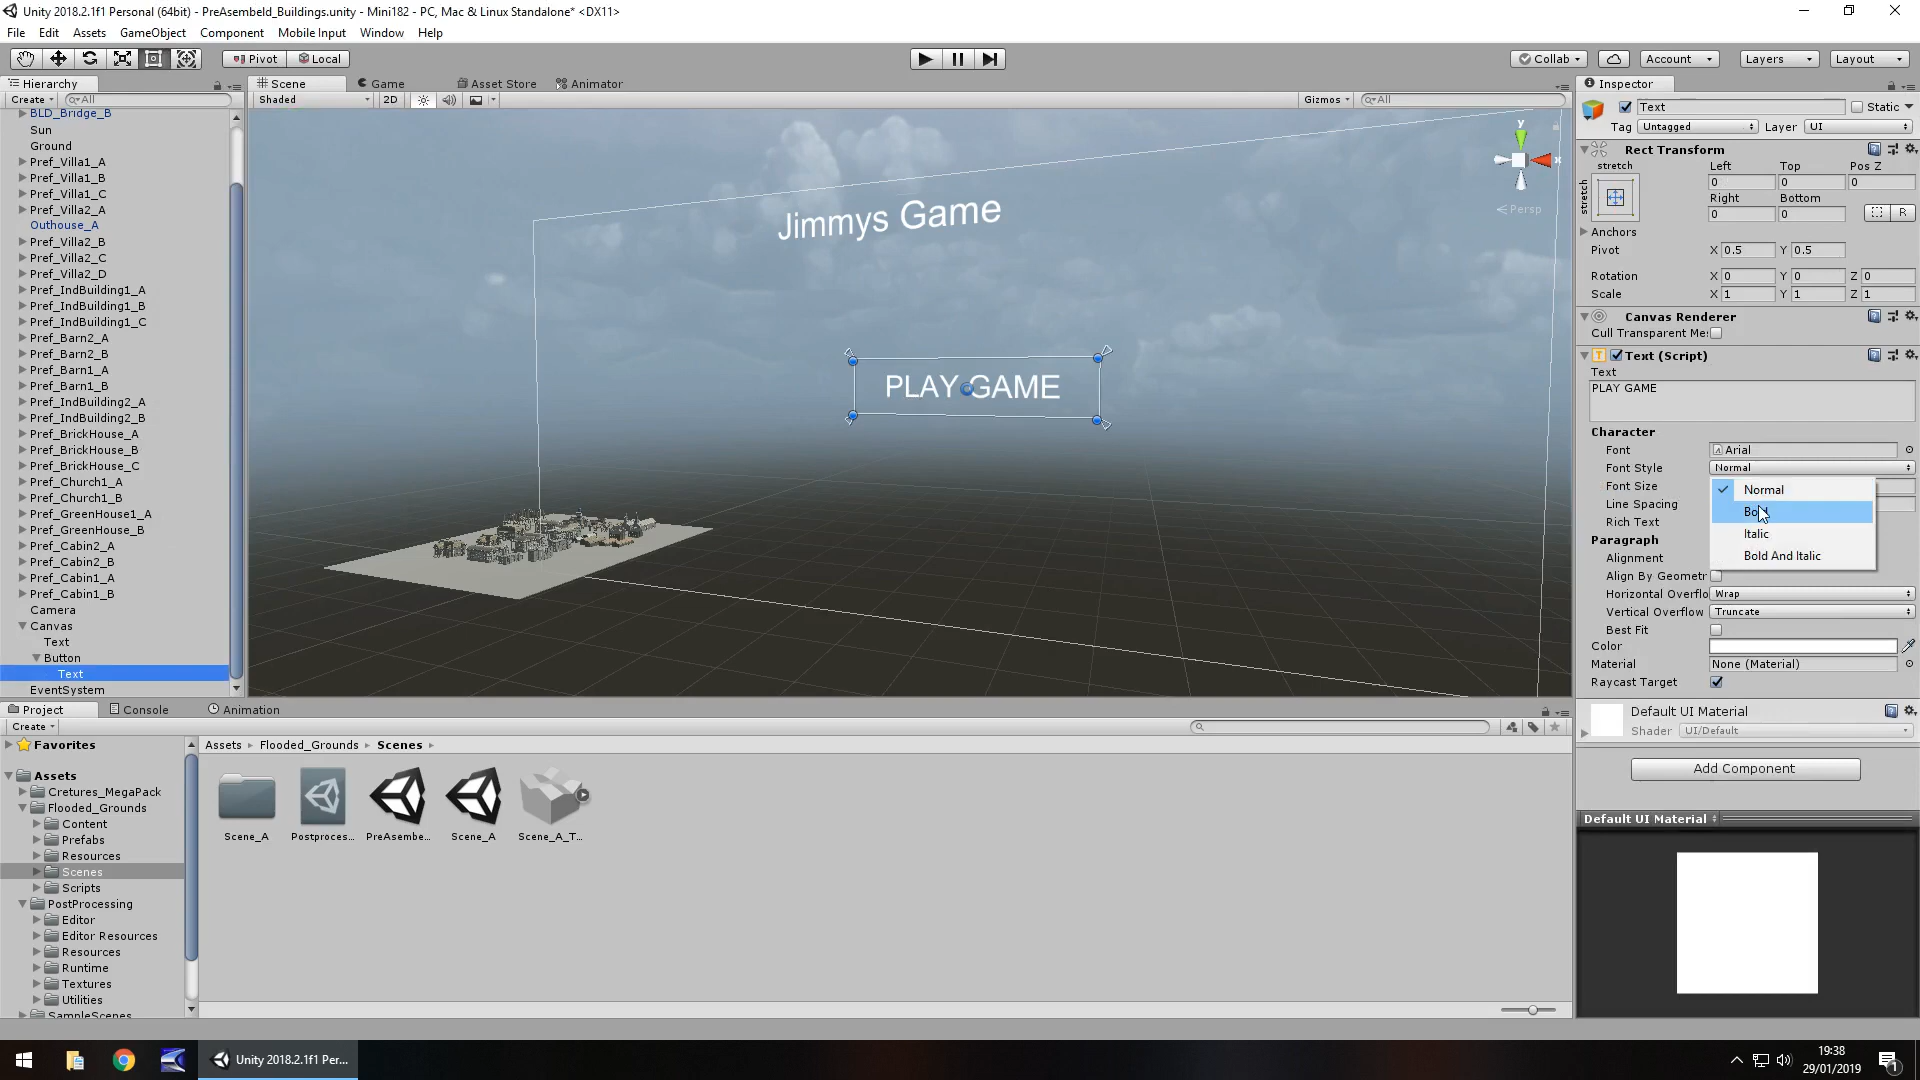 Unity 2018.2.1f1 Personal (64bit) - PreAsembeld_Buildings.unity - Mini182 - PC, Mac & Linux Standalone* <DX11>
File Edit Assets GameObject Component Mobile Input Window Help
Pivot Local Collab Account Layers Layout
Hierarchy Scene Game Asset Store Animator Inspector
Create All Shaded 2D Gizmos All
BLD_Bridge_B
Sun
Ground
Pref_Villa1_A
Pref_Villa1_B
Pref_Villa1_C
Pref_Villa2_A
Outhouse_A
Pref_Villa2_B
Pref_Villa2_C
Pref_Villa2_D
Pref_IndBuilding1_A
Pref_IndBuilding1_B
Pref_IndBuilding1_C
Pref_Barn2_A
Pref_Barn2_B
Pref_Barn1_A
Pref_Barn1_B
Pref_IndBuilding2_A
Pref_IndBuilding2_B
Pref_BrickHouse_A
Pref_BrickHouse_B
Pref_BrickHouse_C
Pref_Church1_A
Pref_Church1_B
Pref_GreenHouse1_A
Pref_GreenHouse_B
Pref_Cabin2_A
Pref_Cabin2_B
Pref_Cabin1_A
Pref_Cabin1_B
Camera
Canvas
Text
Button
Text
EventSystem
y
x
Persp
Jimmys Game
PLAY GAME
Text Static
Tag Untagged Layer UI
Rect Transform
stretch Left Top Pos Z
stretch 0 0 0
Right Bottom
0 0 R
Anchors
Pivot X 0.5 Y 0.5
Rotation X 0 Y 0 Z 0
Scale X 1 Y 1 Z 1
Canvas Renderer
Cull Transparent Me
Text (Script)
Text
PLAY GAME
Character
Font Arial
Font Style Normal
Font Size
Line Spacing
Rich Text
Normal
Bold
Italic
Bold And Italic
Paragraph
Alignment
Align By Geometr
Horizontal Overflo Wrap
Vertical Overflow Truncate
Best Fit
Color
Material None (Material)
Raycast Target
Default UI Material
Shader UI/Default
Add Component
Default UI Material
Project Console Animation
Create
Favorites
Assets
Cretures_MegaPack
Flooded_Grounds
Content
Prefabs
Resources
Scenes
Scripts
PostProcessing
Editor
Editor Resources
Resources
Runtime
Textures
Utilities
SampleScenes
Assets Flooded_Grounds Scenes
Scene_A Postproces... PreAsembe... Scene_A Scene_A_T...
Unity 2018.2.1f1 Per...
19:38
29/01/2019
1